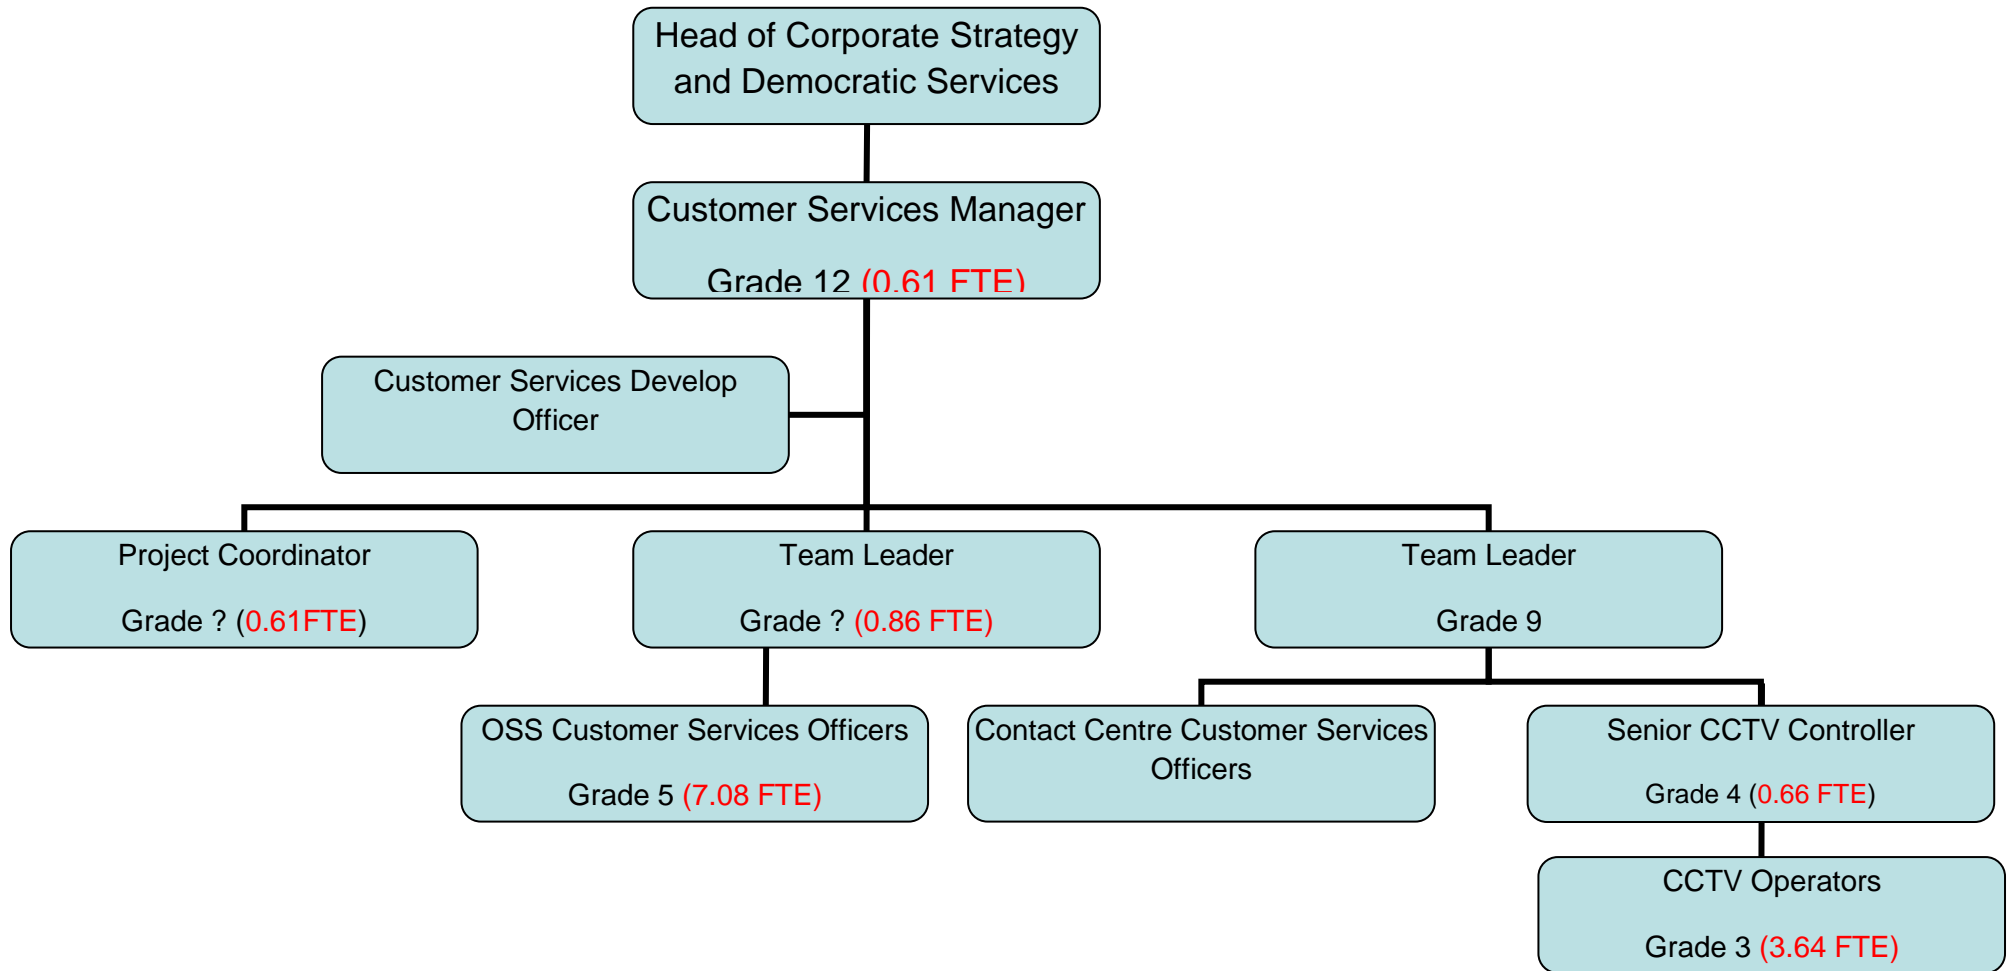 Head of Corporate Strategy
and Democratic Services
Customer Services Manager
Grade 12 (0.61 FTE)
Customer Services Develop
Officer
Project Coordinator
Grade ? (0.61FTE)
Team Leader
Grade ? (0.86 FTE)
Team Leader
Grade 9
OSS Customer Services Officers
Grade 5 (7.08 FTE)
Contact Centre Customer Services
Officers
Senior CCTV Controller
Grade 4 (0.66 FTE)
CCTV Operators
Grade 3 (3.64 FTE)